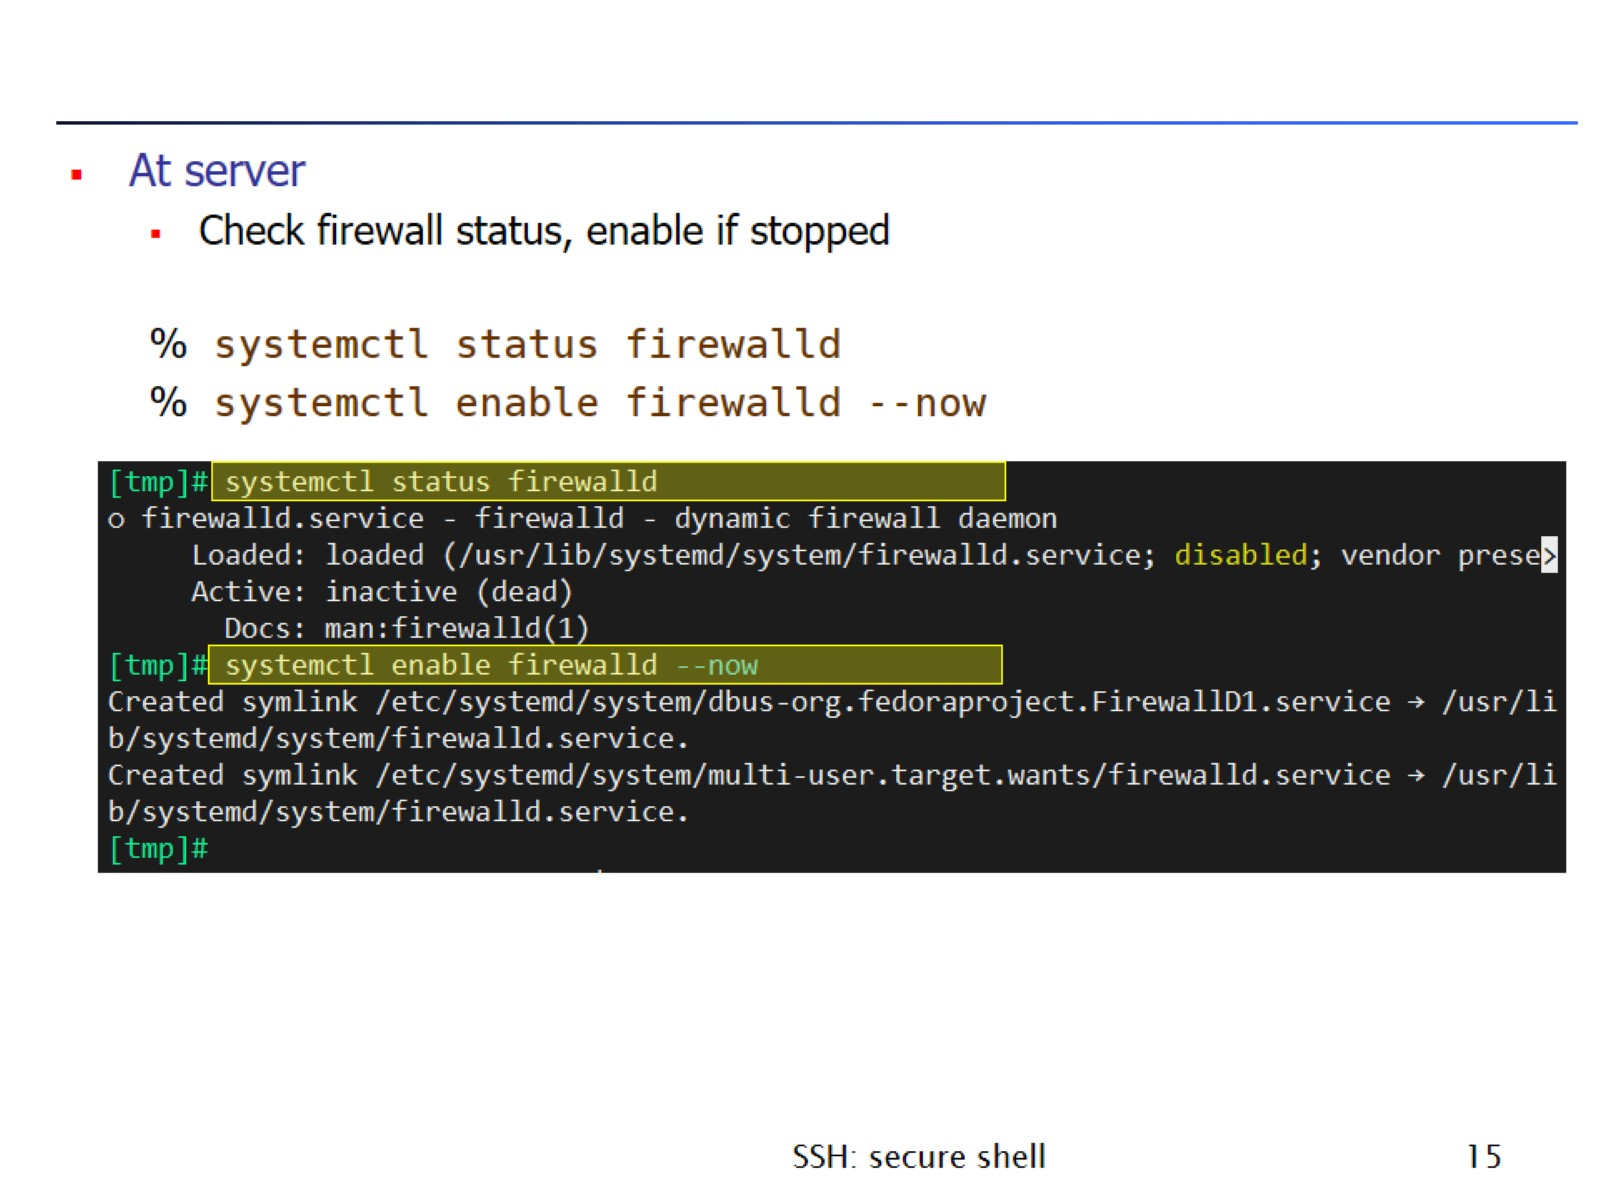 At server
Check firewall status, enable if stopped
% systemctl status firewalld
% systemctl enable firewalld --now
[tmp]# systemctl status firewalld
○ firewalld.service - firewalld - dynamic firewall daemon
Loaded: loaded (/usr/lib/systemd/system/firewalld.service; disabled; vendor prese>
Active: inactive (dead)
Docs: man:firewalld(1)
[tmp]# systemctl enable firewalld --now
Created symlink /etc/systemd/system/dbus-org.fedoraproject.FirewallD1.service → /usr/li
b/systemd/system/firewalld.service.
Created symlink /etc/systemd/system/multi-user.target.wants/firewalld.service → /usr/li
b/systemd/system/firewalld.service.
[tmp]#
SSH: secure shell
15